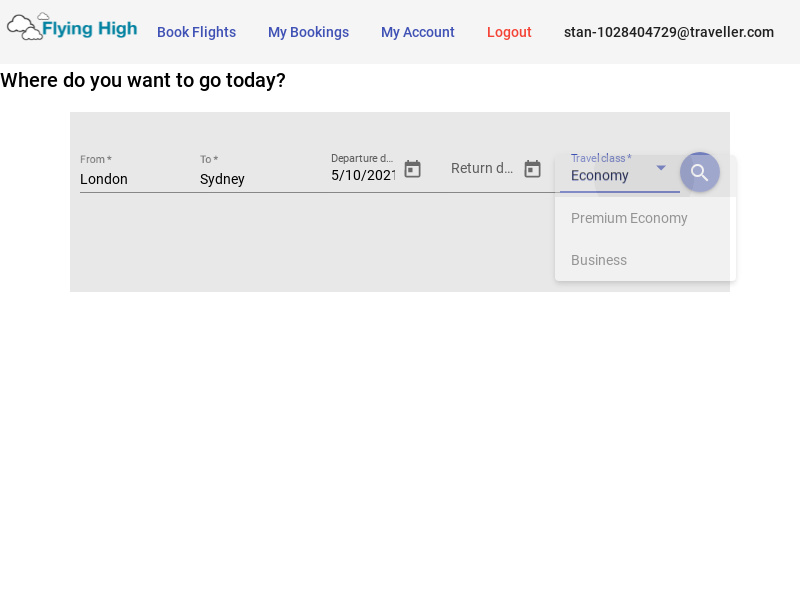 Flying High
Book Flights
My Bookings
My Account
Logout
stan-1028404729@traveller.com
Where do you want to go today?
From *
London
To *
Sydney
Departure d...
5/10/2021
Return d...
Travel class *
Economy
Premium Economy
Business